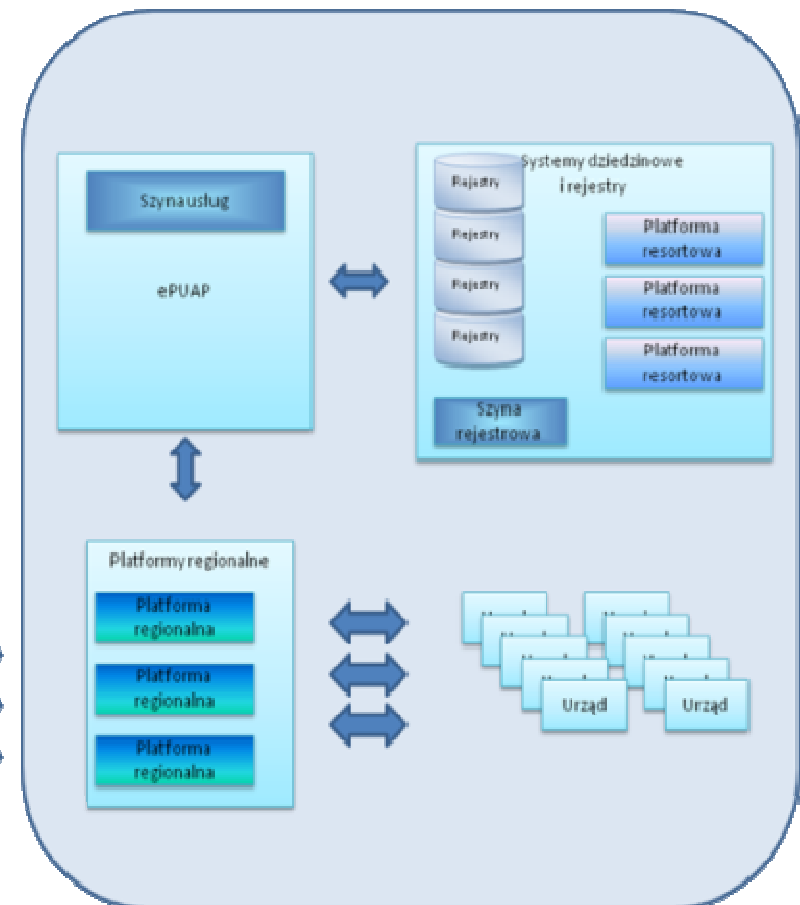 Szyna usług
ePUAP
Systemy dziedzinowe
i rejestry
Rejestry
Rejestry
Rejestry
Rejestry
Platforma
resortowa
Platforma
resortowa
Platforma
resortowa
Szyna
rejestrowa
Platformy regionalne
Platforma
regionalna
Platforma
regionalna
Platforma
regionalna
Urząd
Urząd